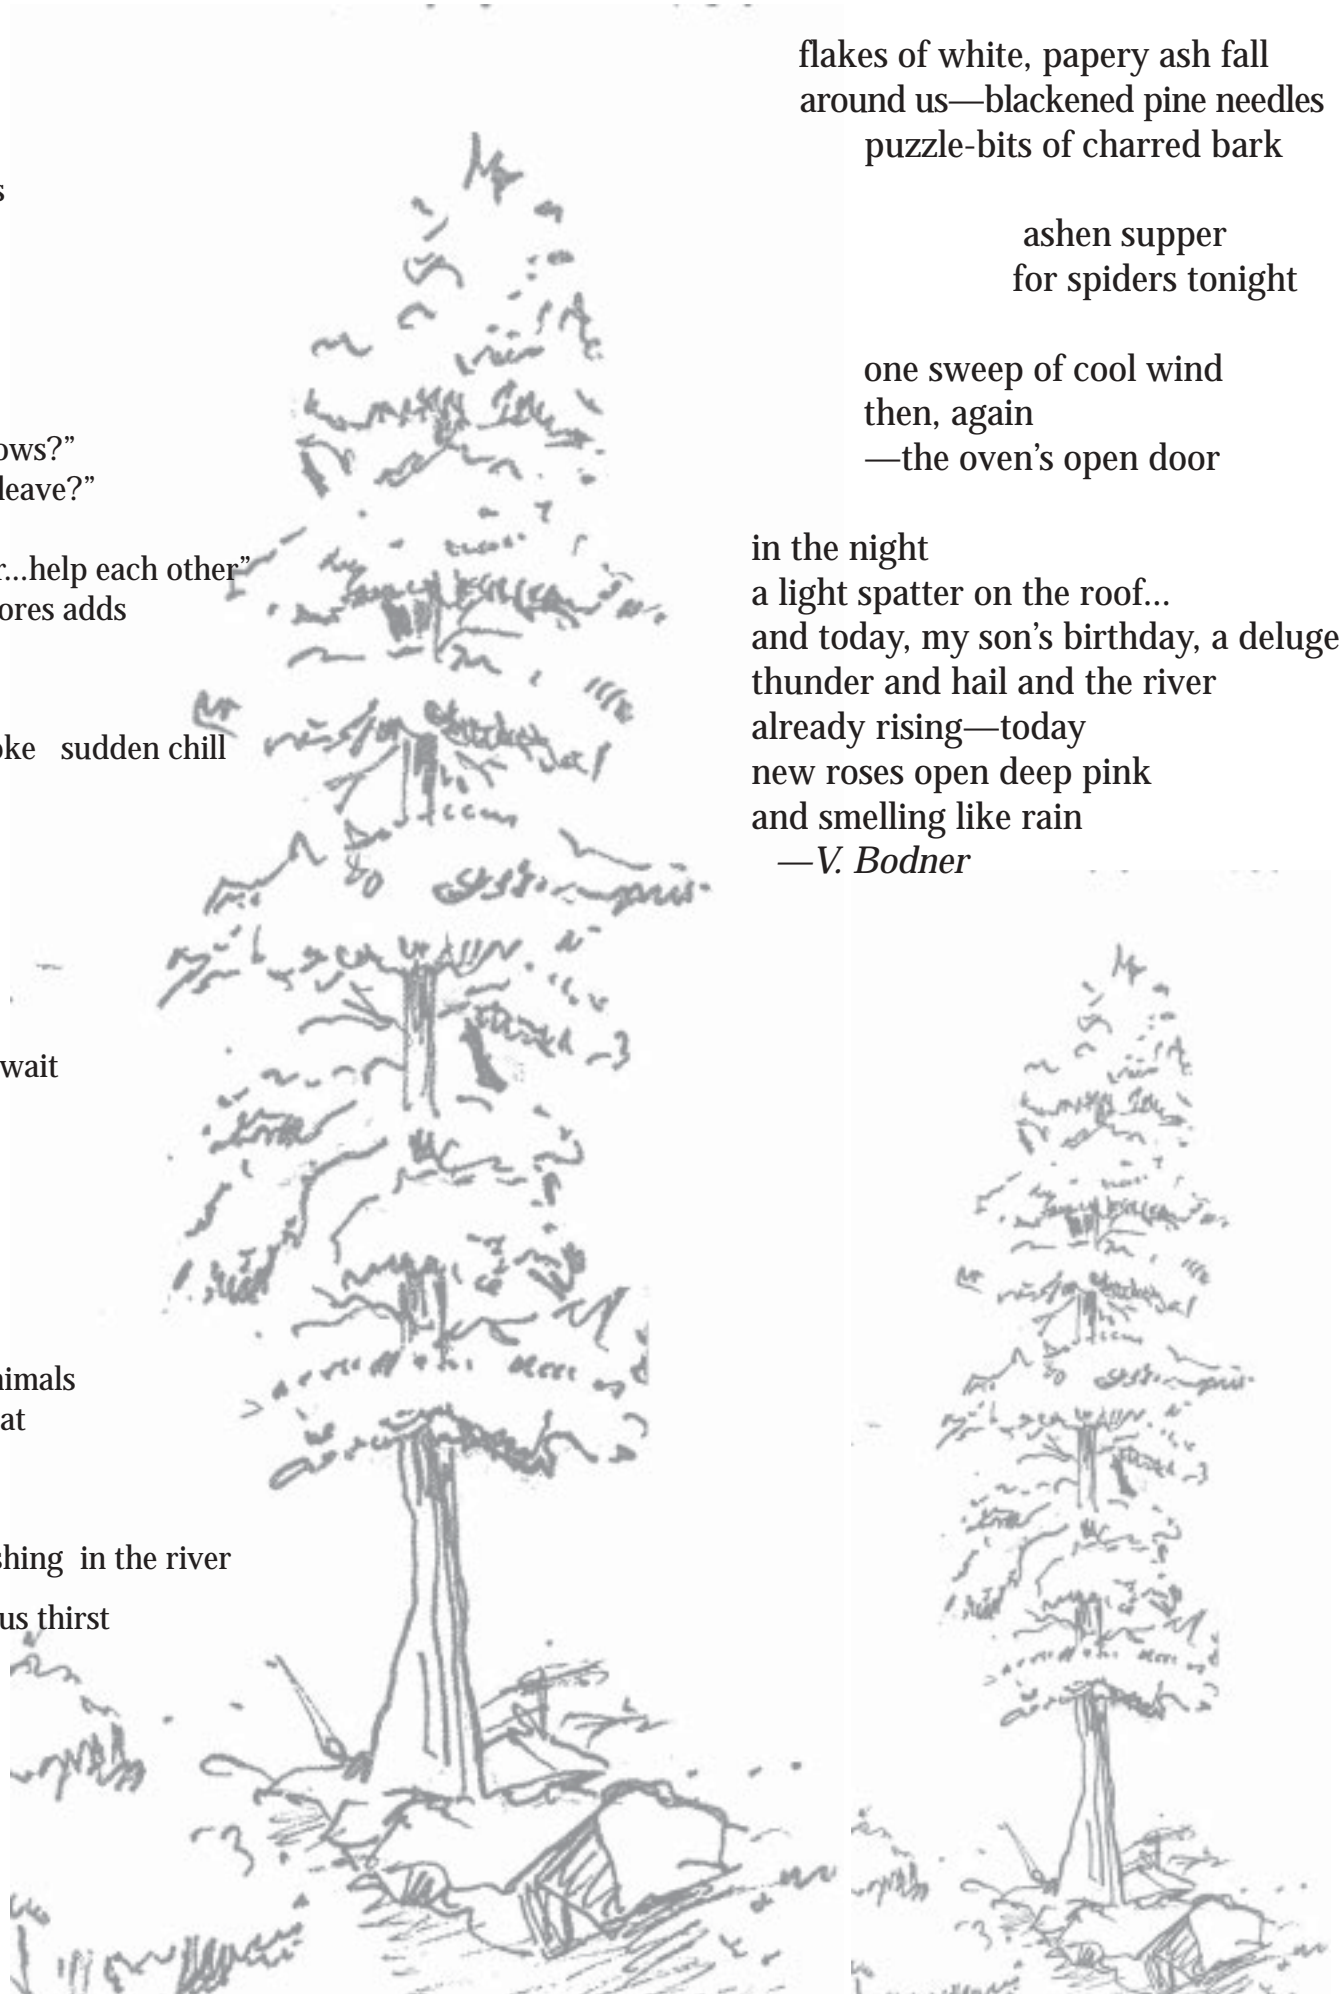 ows?”
leave?”
r...help each other”
ores adds
oke sudden chill
wait
nimals
at
shing in the river
us thirst
flakes of white, papery ash fall
around us—blackened pine needles
puzzle-bits of charred bark
ashen supper
for spiders tonight
one sweep of cool wind
then, again
—the oven’s open door
in the night
a light spatter on the roof...
and today, my son’s birthday, a deluge
thunder and hail and the river
already rising—today
new roses open deep pink
and smelling like rain
—V. Bodner